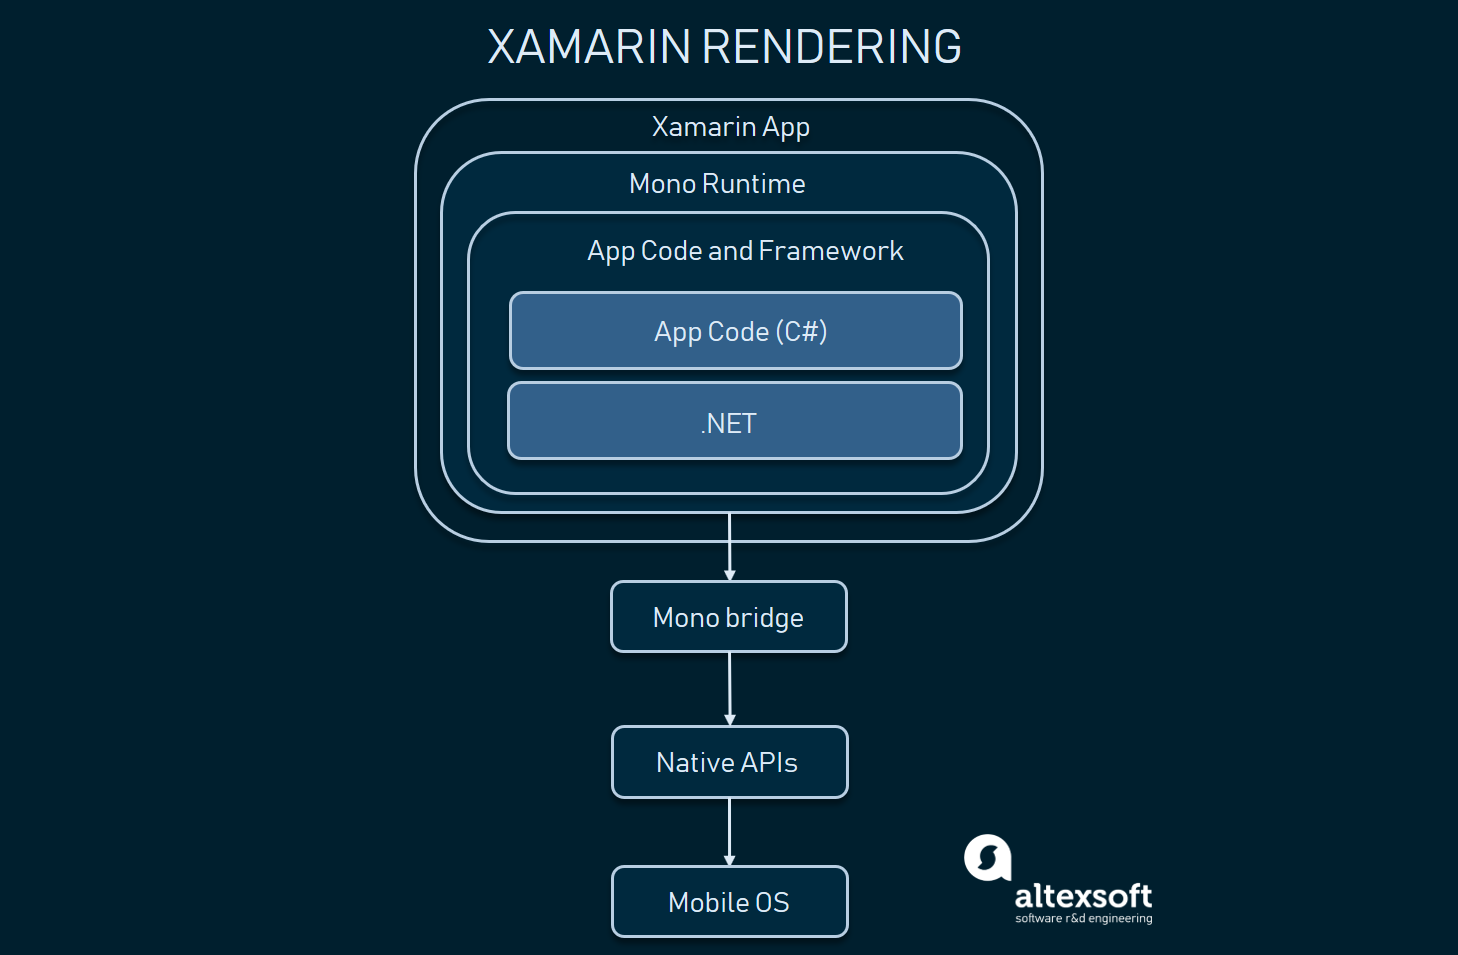 XAMARIN RENDERING
Xamarin App
Mono Runtime
App Code and Framework
App Code (C#)
.NET
Mono bridge
Native APIs
Mobile OS
altexsoft
software r&d engineering